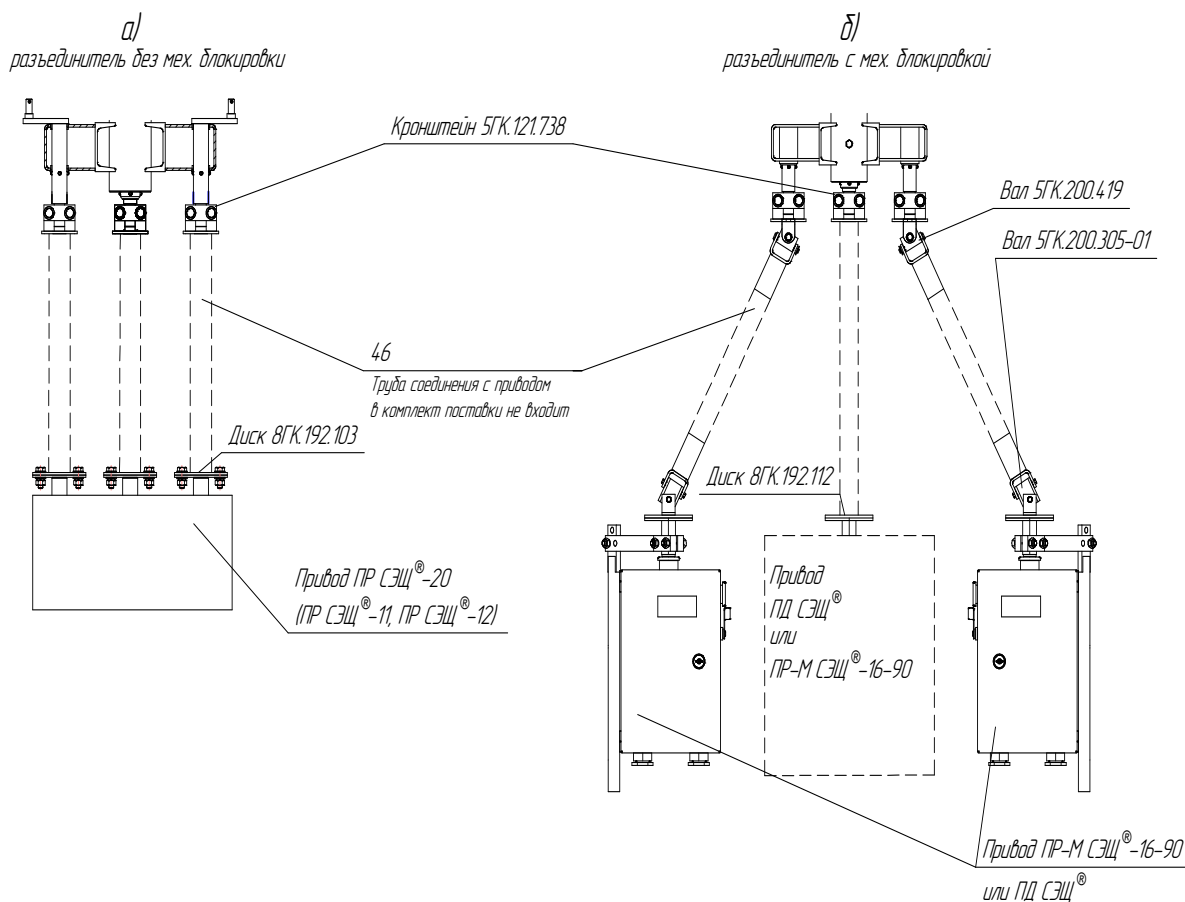 а)
разъединитель без мех. блокировки
б)
разъединитель с мех. блокировкой
Кронштейн 5ГК.121.738
Вал 5ГК.200.419
Вал 5ГК.200.305-01
46
Труба соединения с приводом
в комплект поставки не входит
Диск 8ГК.192.103
Диск 8ГК.192.112
Привод ПР СЭЩ®-20
(ПР СЭЩ®-11, ПР СЭЩ®-12)
Привод
ПД СЭЩ®
или
ПР-М СЭЩ®-16-90
Привод ПР-М СЭЩ®-16-90
или ПД СЭЩ®